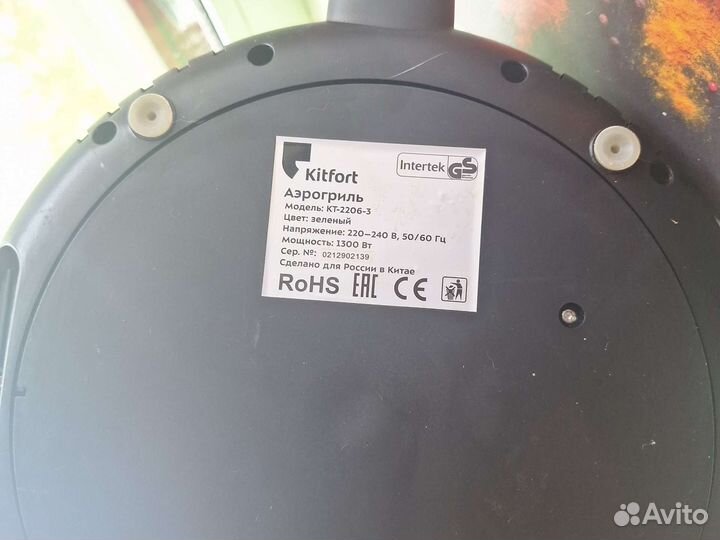 Kitfort
Intertek GS
Аэрогриль
Модель: КТ-2206-3
Цвет: зеленый
Напряжение: 220–240 В, 50/60 Гц
Мощность: 1300 Вт
Сер. №: 0212902139
Сделано для России в Китае
RoHS EAC CE
Avito